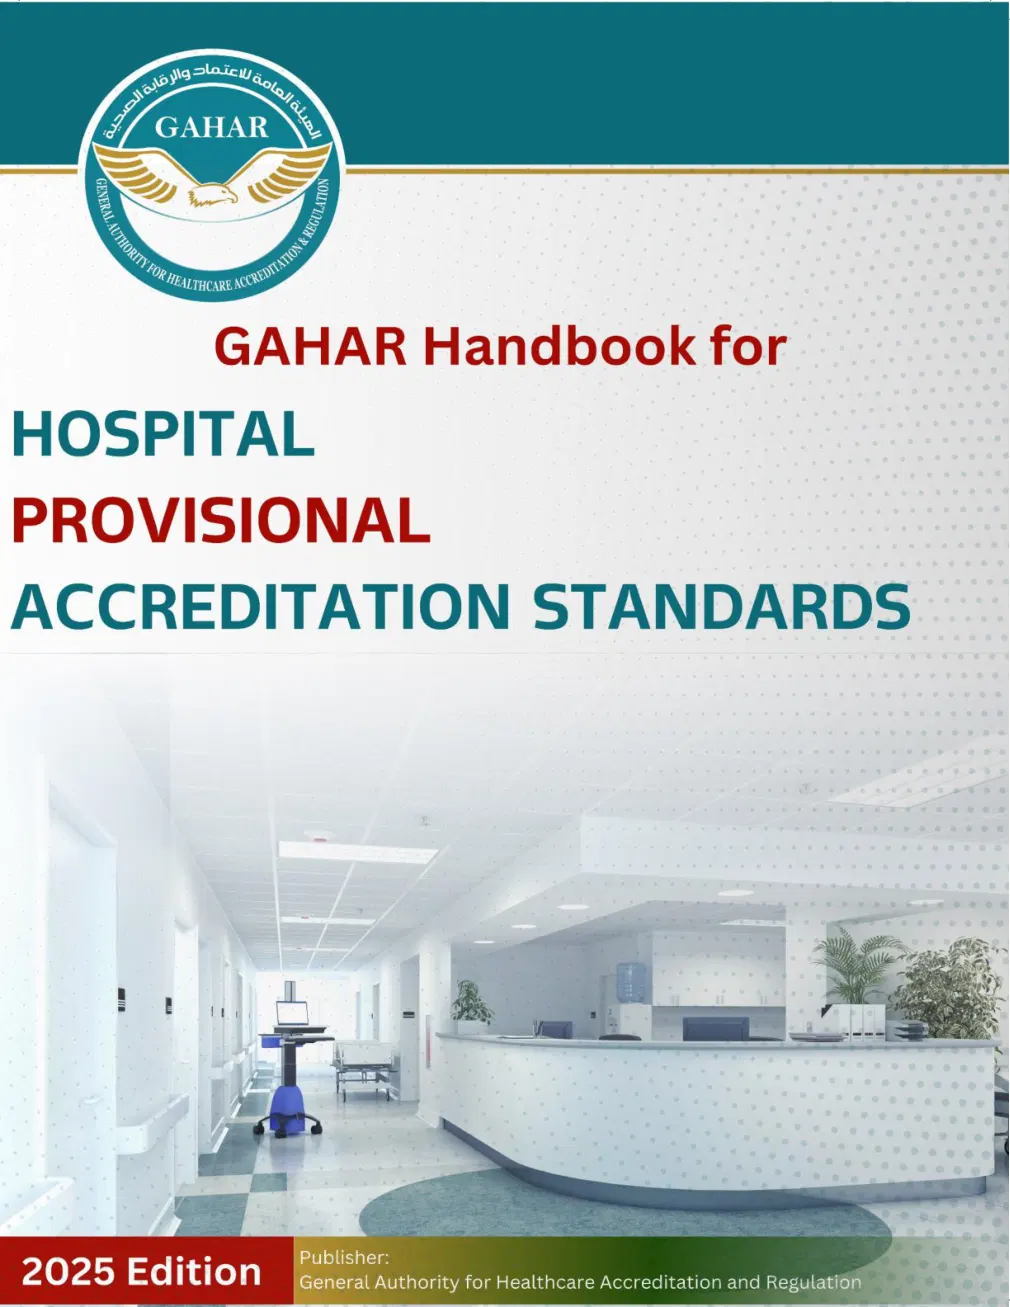 الهيئة العامة للاعتماد والرقابة الصحية
GAHAR
GENERAL AUTHORITY FOR HEALTHCARE ACCREDITATION & REGULATION
GAHAR Handbook for
HOSPITAL
PROVISIONAL
ACCREDITATION STANDARDS
2025 Edition
Publisher:
General Authority for Healthcare Accreditation and Regulation